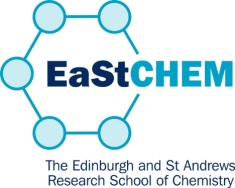 EaStCHEM
The Edinburgh and St Andrews
Research School of Chemistry